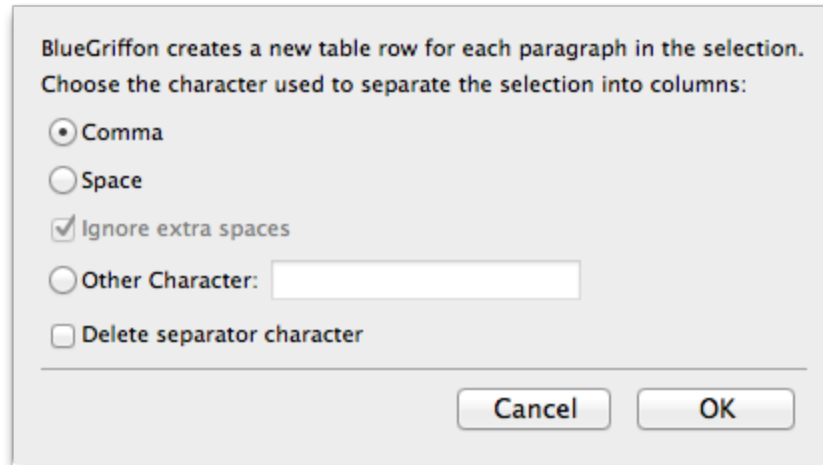 BlueGriffon creates a new table row for each paragraph in the selection.
Choose the character used to separate the selection into columns:
Comma
Space
Ignore extra spaces
Other Character:
Delete separator character
Cancel OK